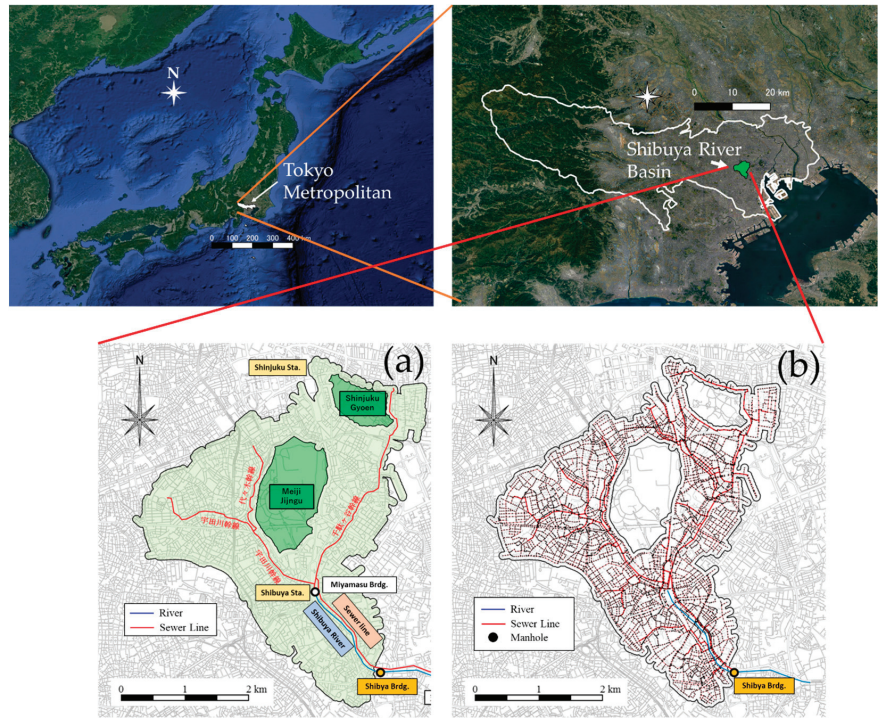 N
Tokyo
Metropolitan
0 100 200 300 400 km
0 10 20 km
Shibuya River
Basin
(a)
N
Shinjuku Sta.
Shinjuku
Gyoen
代々木幹線
Meiji
Jijngu
千駄ヶ谷幹線
宇田川幹線
宇田川幹線
Shibuya Sta.
Miyamasu Brdg.
River
Sewer Line
Shibuya River
Sewer line
Shibya Brdg.
0 1 2 km
(b)
N
River
Sewer Line
Manhole
Shibya Brdg.
0 1 2 km